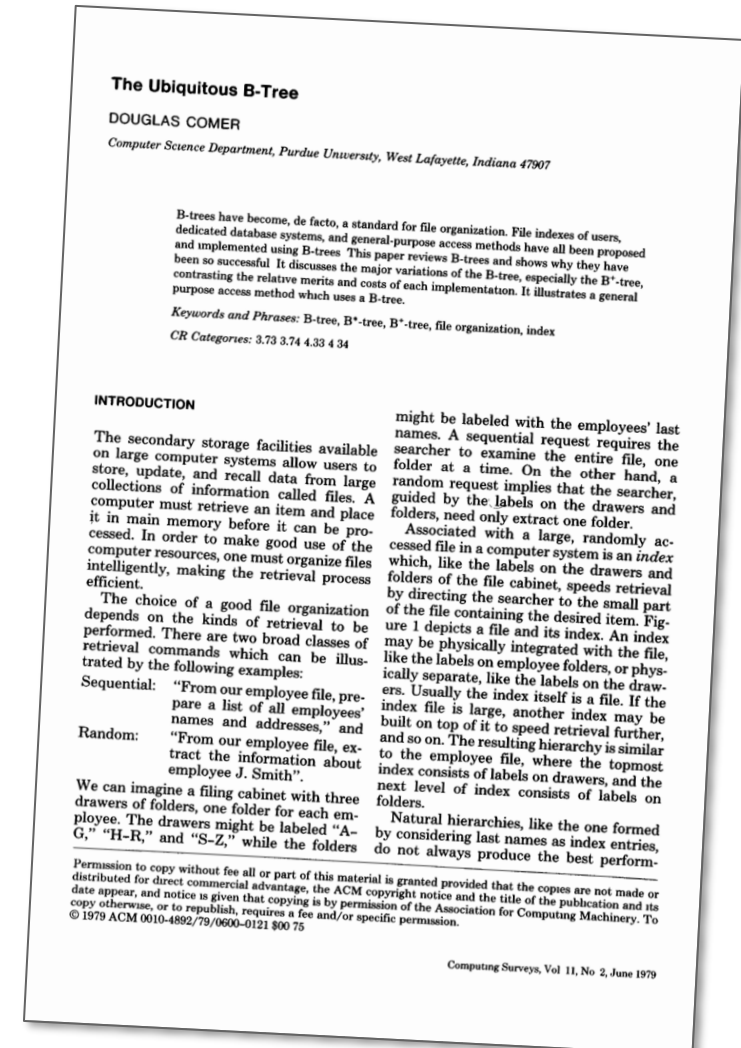 The Ubiquitous B-Tree
DOUGLAS COMER
Computer Science Department, Purdue University, West Lafayette, Indiana 47907
B-trees have become, de facto, a standard for file organization. File indexes of users,
dedicated database systems, and general-purpose access methods have all been proposed
and implemented using B-trees This paper reviews B-trees and shows why they have
been so successful It discusses the major variations of the B-tree, especially the B⁺-tree,
contrasting the relative merits and costs of each implementation. It illustrates a general
purpose access method which uses a B-tree.
Keywords and Phrases: B-tree, B*-tree, B⁺-tree, file organization, index
CR Categories: 3.73 3.74 4.33 4 34
INTRODUCTION
The secondary storage facilities available
on large computer systems allow users to
store, update, and recall data from large
collections of information called files. A
computer must retrieve an item and place
it in main memory before it can be pro-
cessed. In order to make good use of the
computer resources, one must organize files
intelligently, making the retrieval process
efficient.
The choice of a good file organization
depends on the kinds of retrieval to be
performed. There are two broad classes of
retrieval commands which can be illus-
trated by the following examples:
Sequential: “From our employee file, pre-
pare a list of all employees’
names and addresses,” and
Random: “From our employee file, ex-
tract the information about
employee J. Smith”.
We can imagine a filing cabinet with three
drawers of folders, one folder for each em-
ployee. The drawers might be labeled “A–
G,” “H–R,” and “S–Z,” while the folders
might be labeled with the employees’ last
names. A sequential request requires the
searcher to examine the entire file, one
folder at a time. On the other hand, a
random request implies that the searcher,
guided by the labels on the drawers and
folders, need only extract one folder.
Associated with a large, randomly ac-
cessed file in a computer system is an index
which, like the labels on the drawers and
folders of the file cabinet, speeds retrieval
by directing the searcher to the small part
of the file containing the desired item. Fig-
ure 1 depicts a file and its index. An index
may be physically integrated with the file,
like the labels on employee folders, or phys-
ically separate, like the labels on the draw-
ers. Usually the index itself is a file. If the
index file is large, another index may be
built on top of it to speed retrieval further,
and so on. The resulting hierarchy is similar
to the employee file, where the topmost
index consists of labels on drawers, and the
next level of index consists of labels on
folders.
Natural hierarchies, like the one formed
by considering last names as index entries,
do not always produce the best perform-
Permission to copy without fee all or part of this material is granted provided that the copies are not made or
distributed for direct commercial advantage, the ACM copyright notice and the title of the publication and its
date appear, and notice is given that copying is by permission of the Association for Computing Machinery. To
copy otherwise, or to republish, requires a fee and/or specific permission.
© 1979 ACM 0010-4892/79/0600-0121 $00 75
Computing Surveys, Vol 11, No 2, June 1979